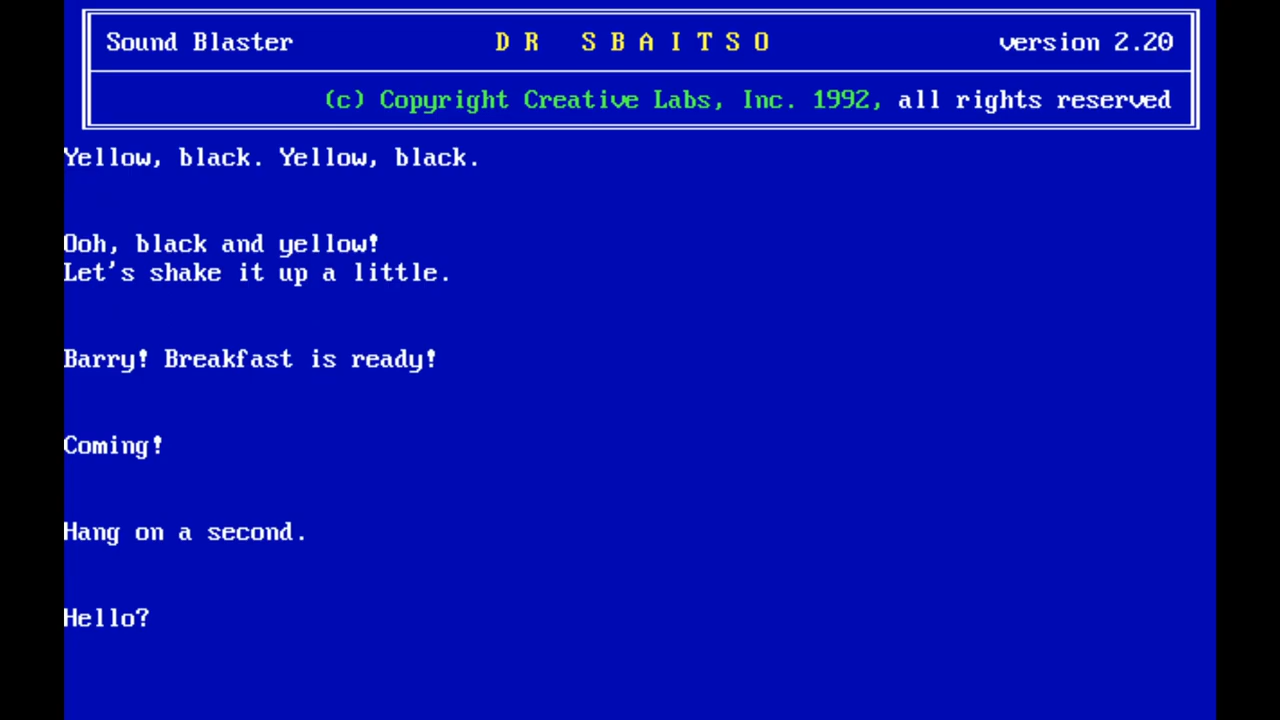 Sound Blaster D R S B A I T S O version 2.20
(c) Copyright Creative Labs, Inc. 1992, all rights reserved
Yellow, black. Yellow, black.
Ooh, black and yellow!
Let's shake it up a little.
Barry! Breakfast is ready!
Coming!
Hang on a second.
Hello?